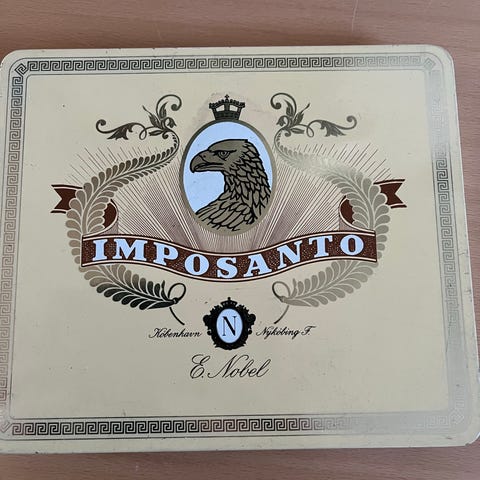 IMPOSANTO
København N Nykøbing F.
E. Nobel